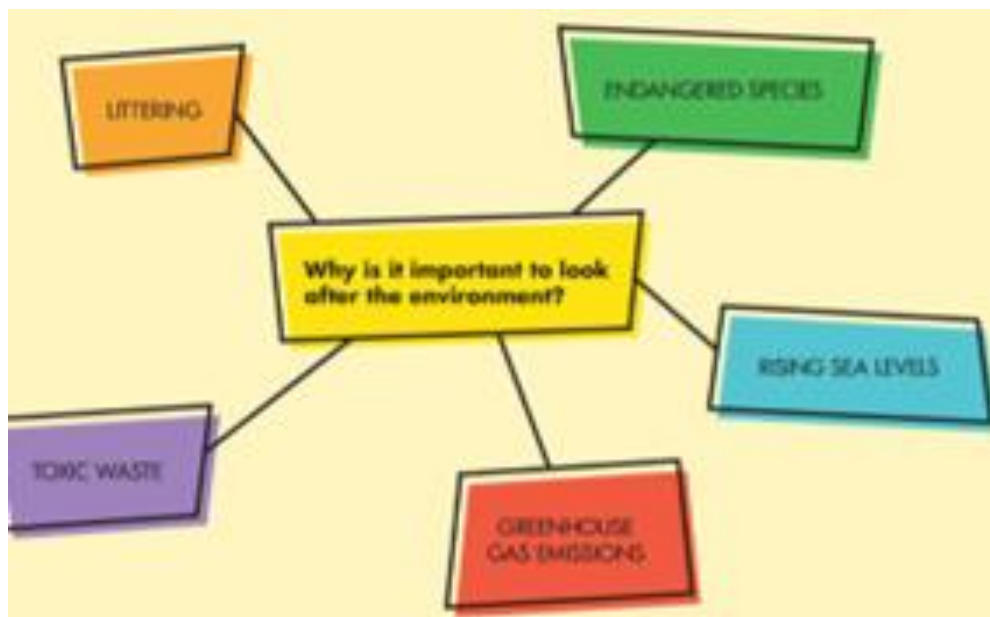 LITTERING
ENDANGERED SPECIES
Why is it important to look
after the environment?
RISING SEA LEVELS
TOXIC WASTE
GREENHOUSE
GAS EMISSIONS